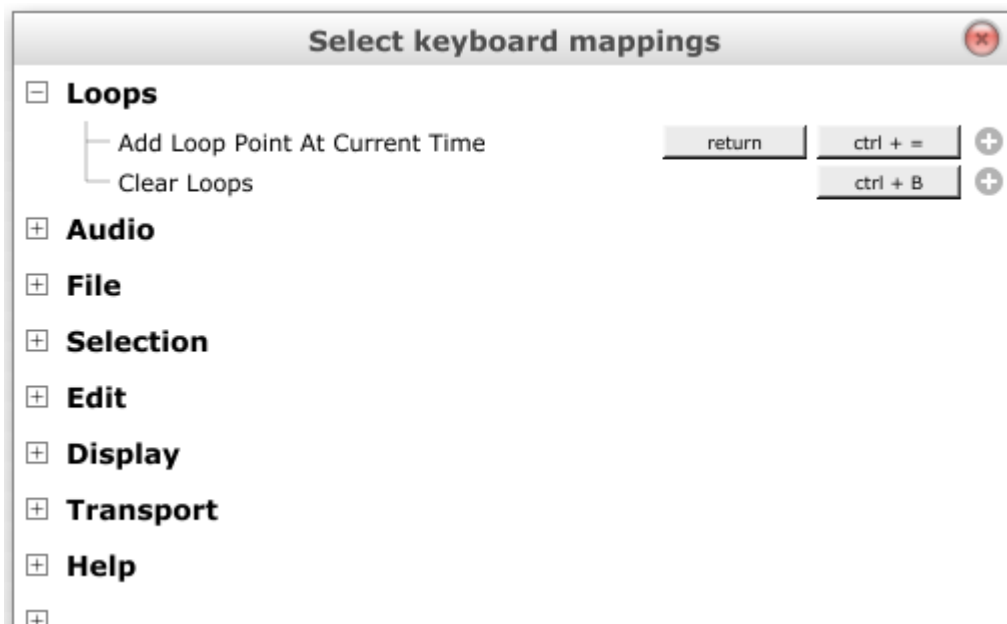 Select keyboard mappings
Loops
Add Loop Point At Current Time return ctrl + =
Clear Loops ctrl + B
Audio
File
Selection
Edit
Display
Transport
Help